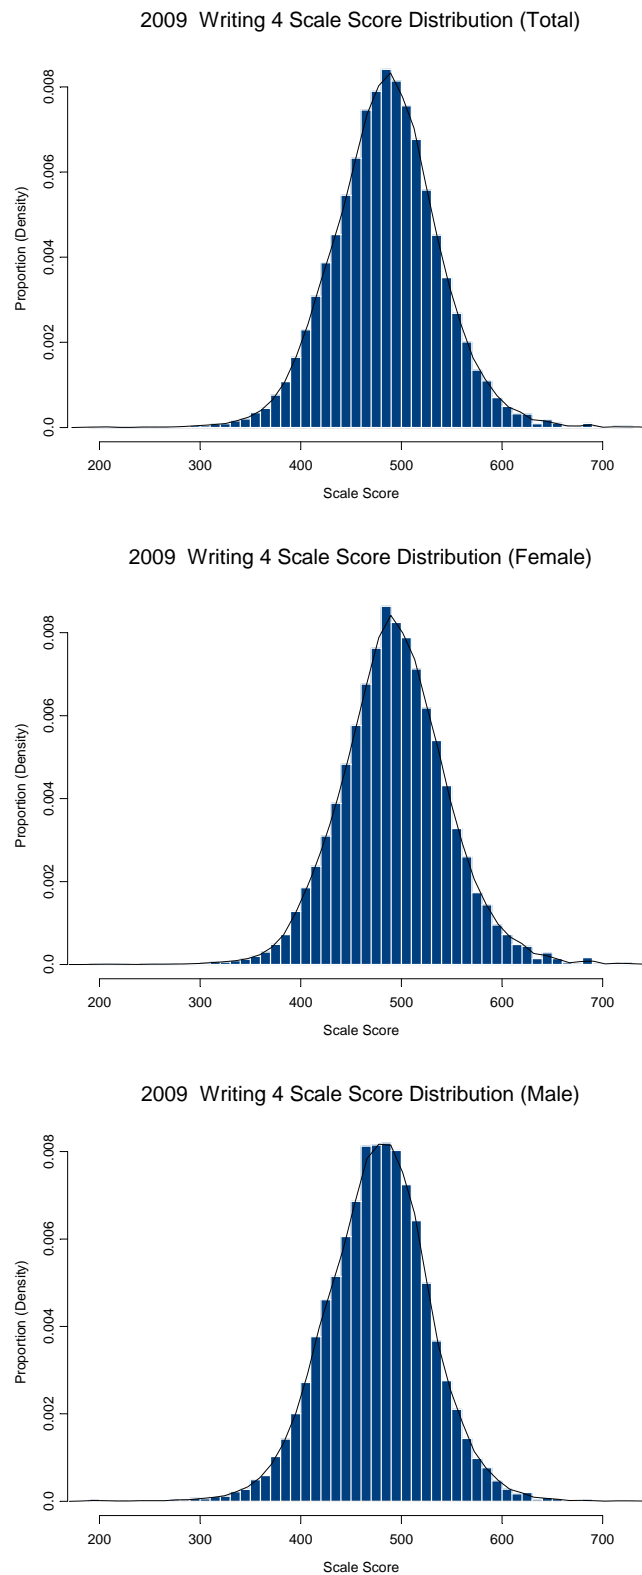 2009  Writing 4 Scale Score Distribution (Total)
Proportion (Density)
0.008
0.006
0.004
0.002
0.0
200 300 400 500 600 700
Scale Score
2009  Writing 4 Scale Score Distribution (Female)
Proportion (Density)
0.008
0.006
0.004
0.002
0.0
200 300 400 500 600 700
Scale Score
2009  Writing 4 Scale Score Distribution (Male)
Proportion (Density)
0.008
0.006
0.004
0.002
0.0
200 300 400 500 600 700
Scale Score